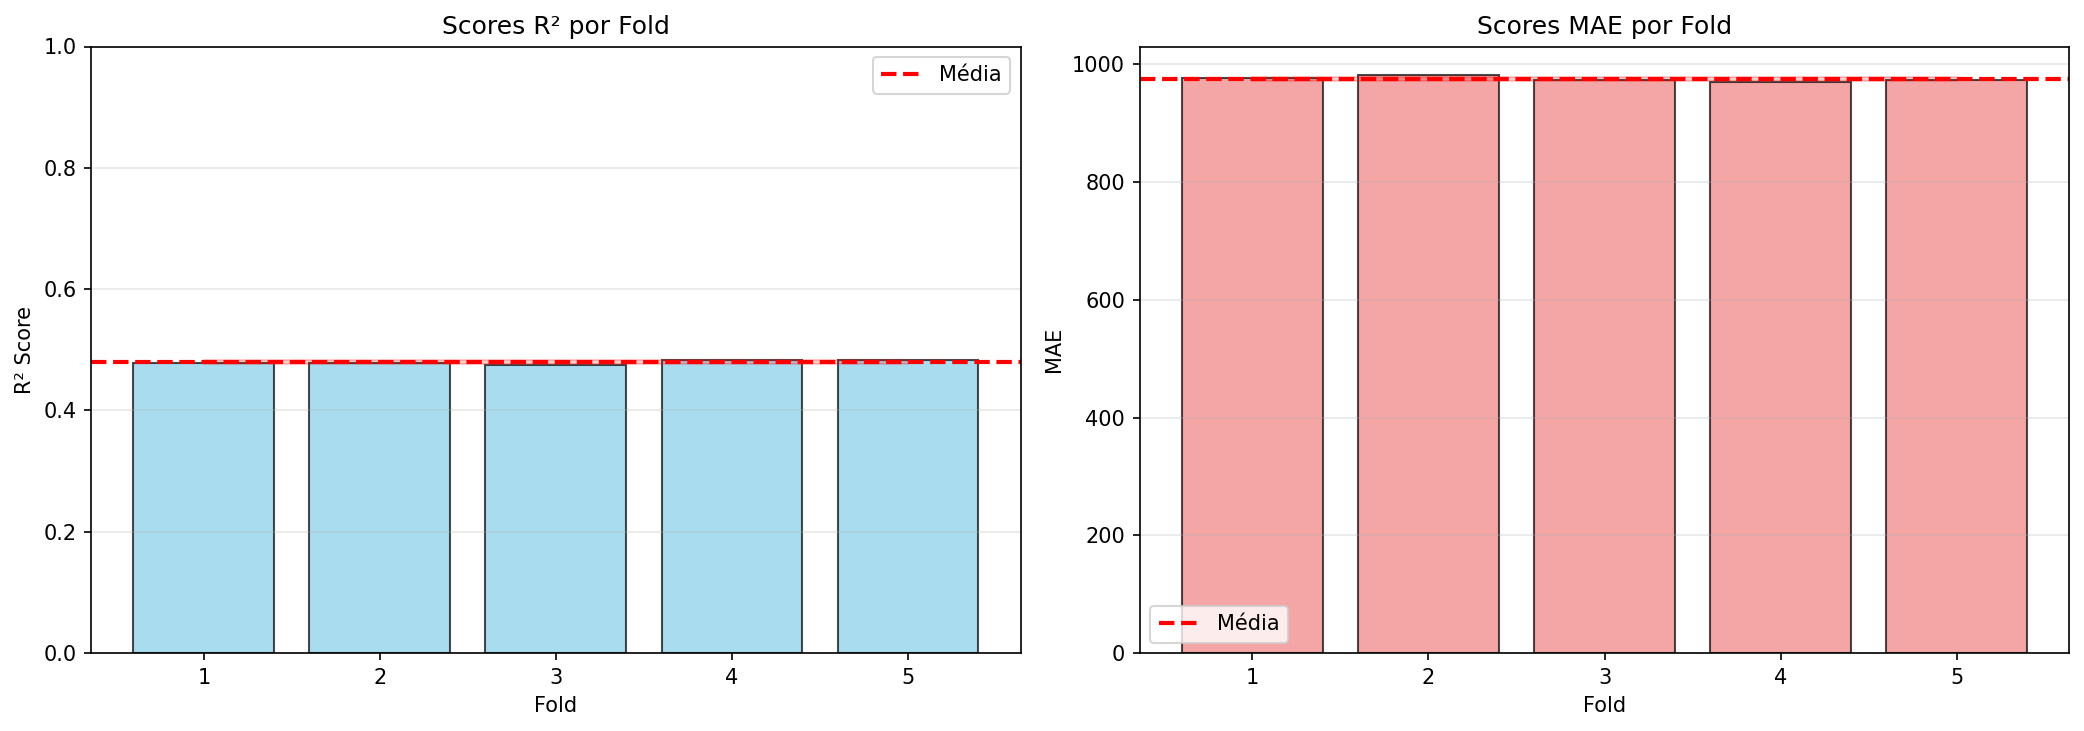 Scores R² por Fold
1.0
0.8
0.6
0.4
0.2
0.0
R² Score
Média
1 2 3 4 5
Fold
Scores MAE por Fold
1000
800
600
400
200
0
MAE
Média
1 2 3 4 5
Fold